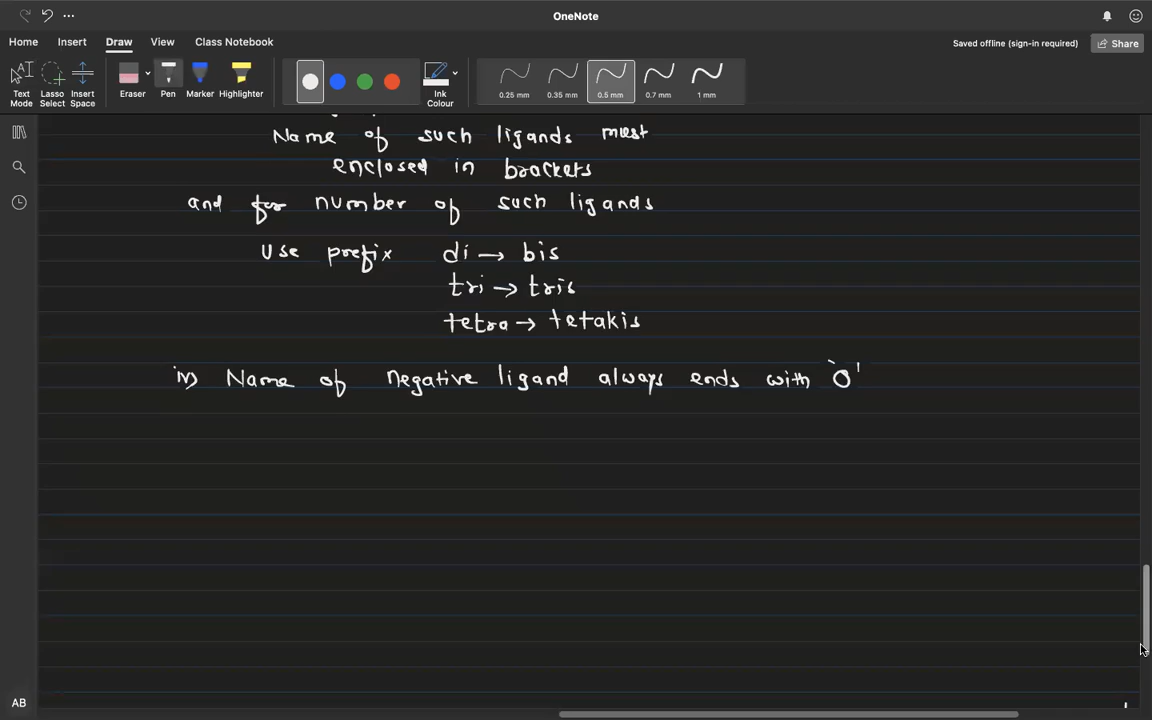 OneNote
Home Insert Draw View Class Notebook
Saved offline (sign-in required) Share
Text Mode Lasso Select Insert Space Eraser Pen Marker Highlighter Ink Colour 0.25 mm 0.35 mm 0.5 mm 0.7 mm 1 mm
Name of such ligands must
enclosed in brackets
and for number of such ligands
Use prefix di → bis
tri → tris
tetra → tetakis
iv) Name of negative ligand always ends with 'O'
AB